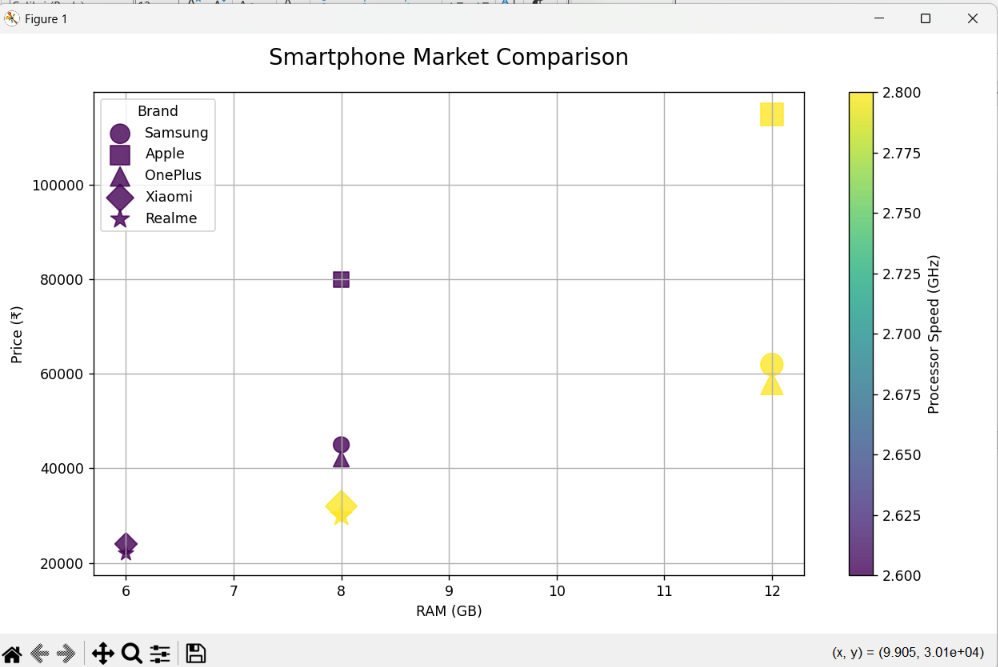 Figure 1
Smartphone Market Comparison
Brand
Samsung
Apple
OnePlus
Xiaomi
Realme
100000
80000
60000
40000
20000
Price (₹)
6 7 8 9 10 11 12
RAM (GB)
2.800
2.775
2.750
2.725
2.700
2.675
2.650
2.625
2.600
Processor Speed (GHz)
(x, y) = (9.905, 3.01e+04)